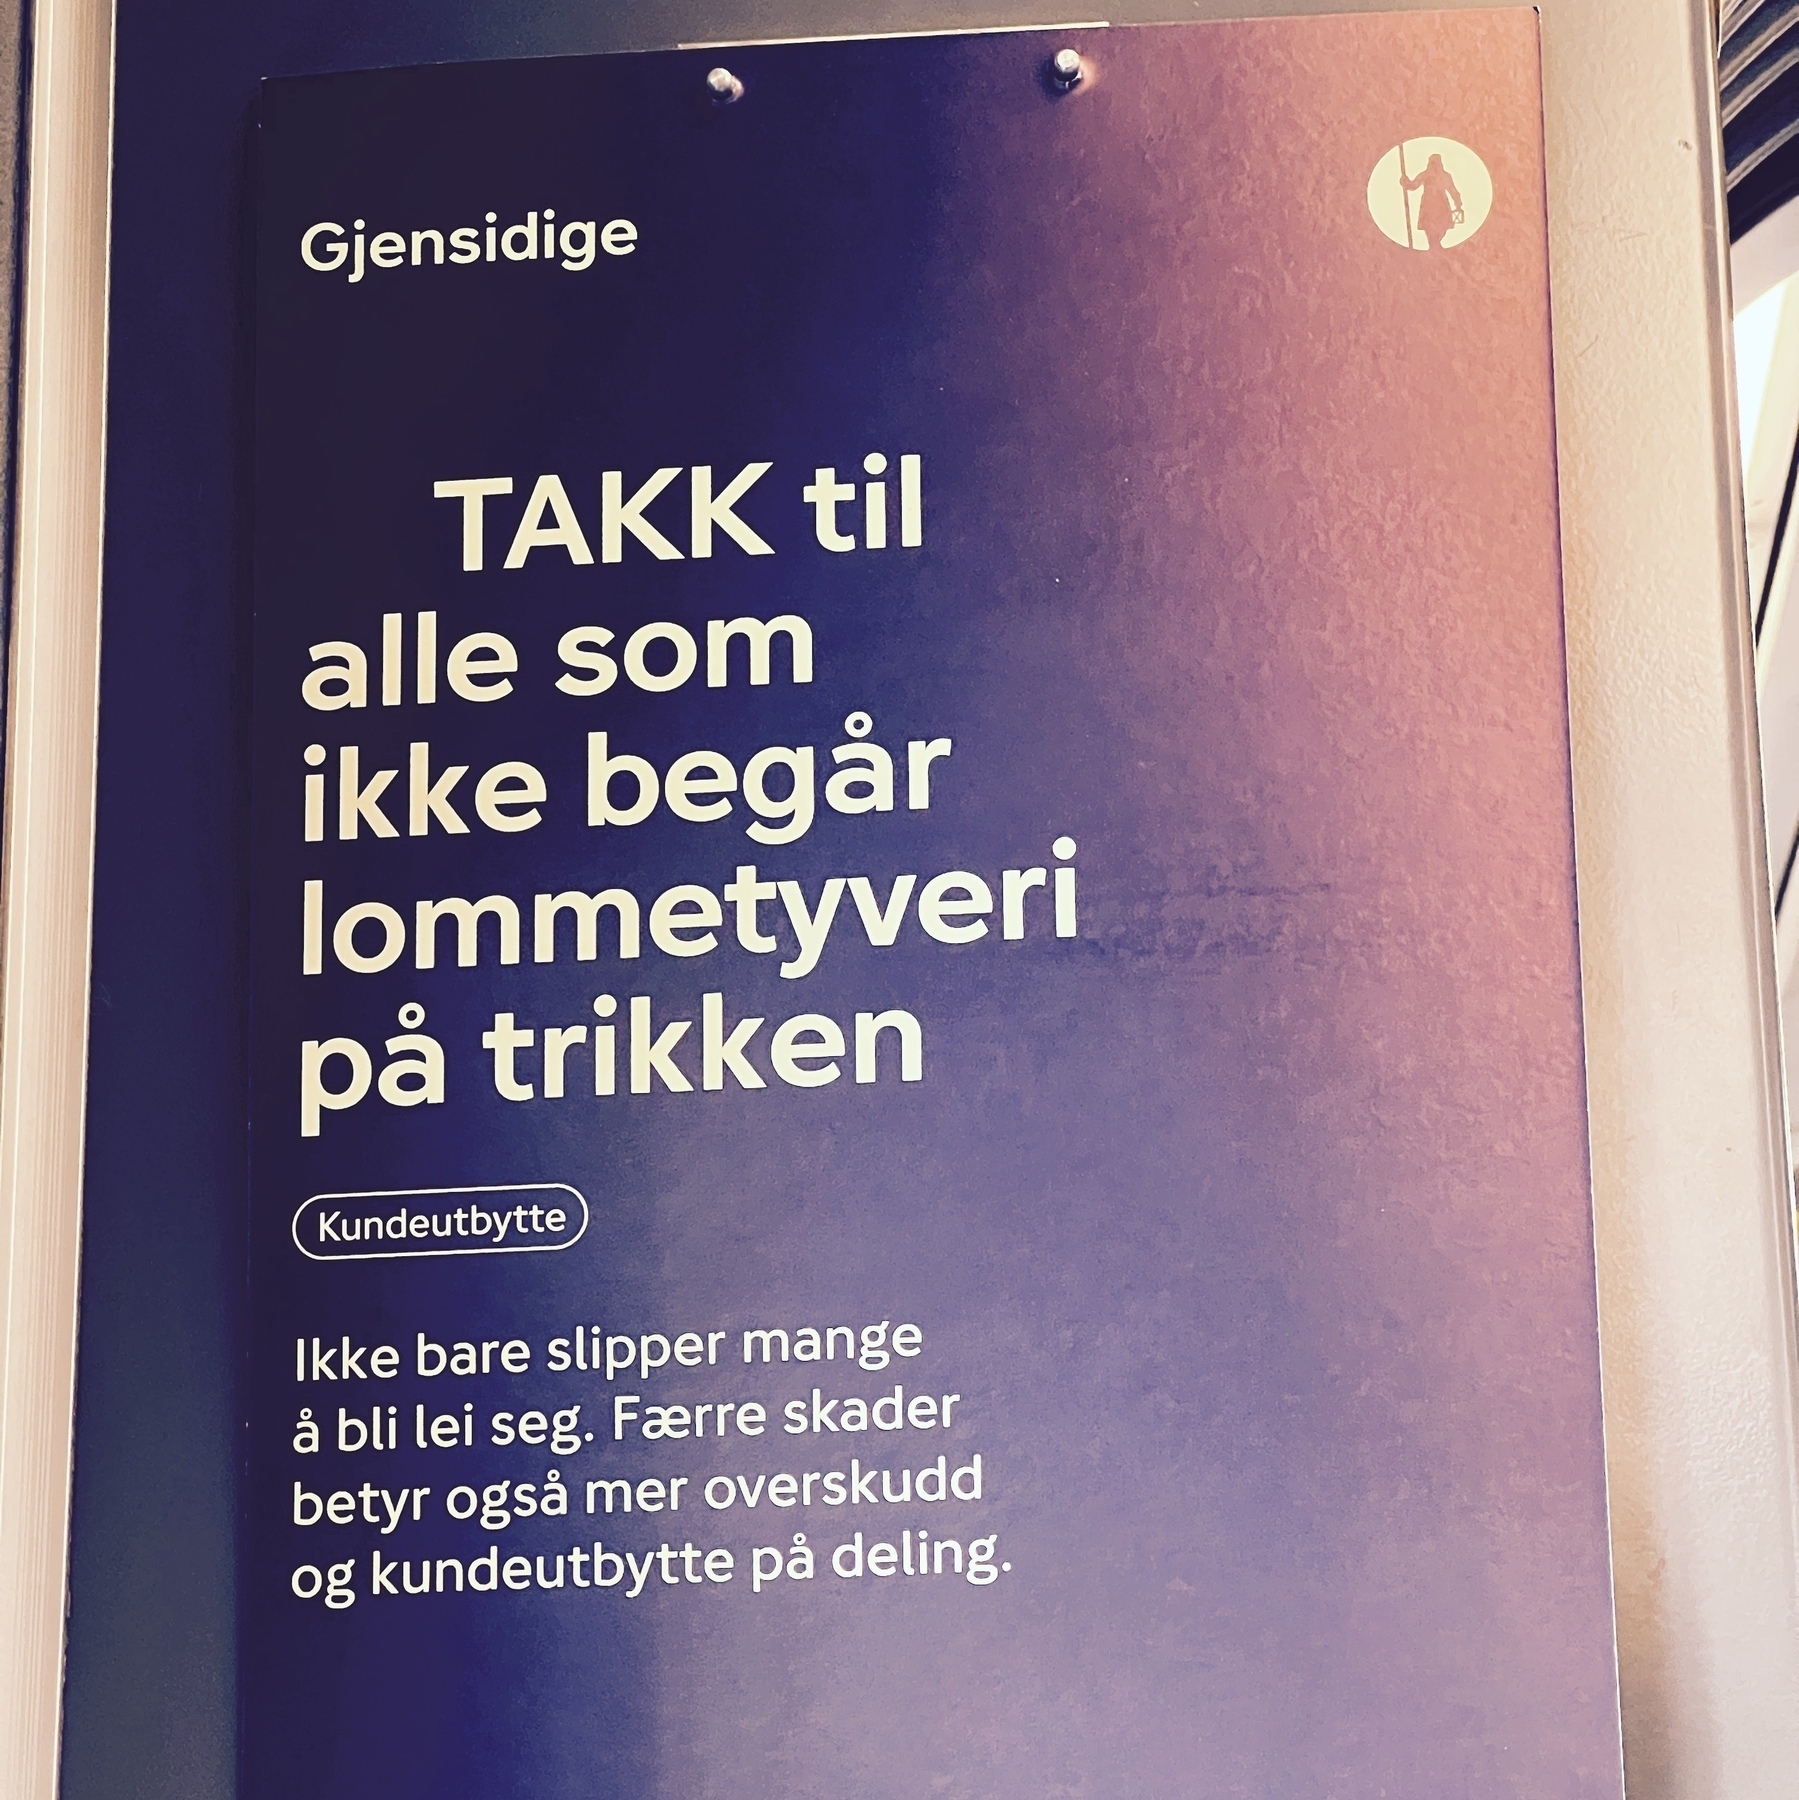 Gjensidige
TAKK til
alle som
ikke begår
lommetyveri
på trikken
Kundeutbytte
Ikke bare slipper mange
å bli lei seg. Færre skader
betyr også mer overskudd
og kundeutbytte på deling.